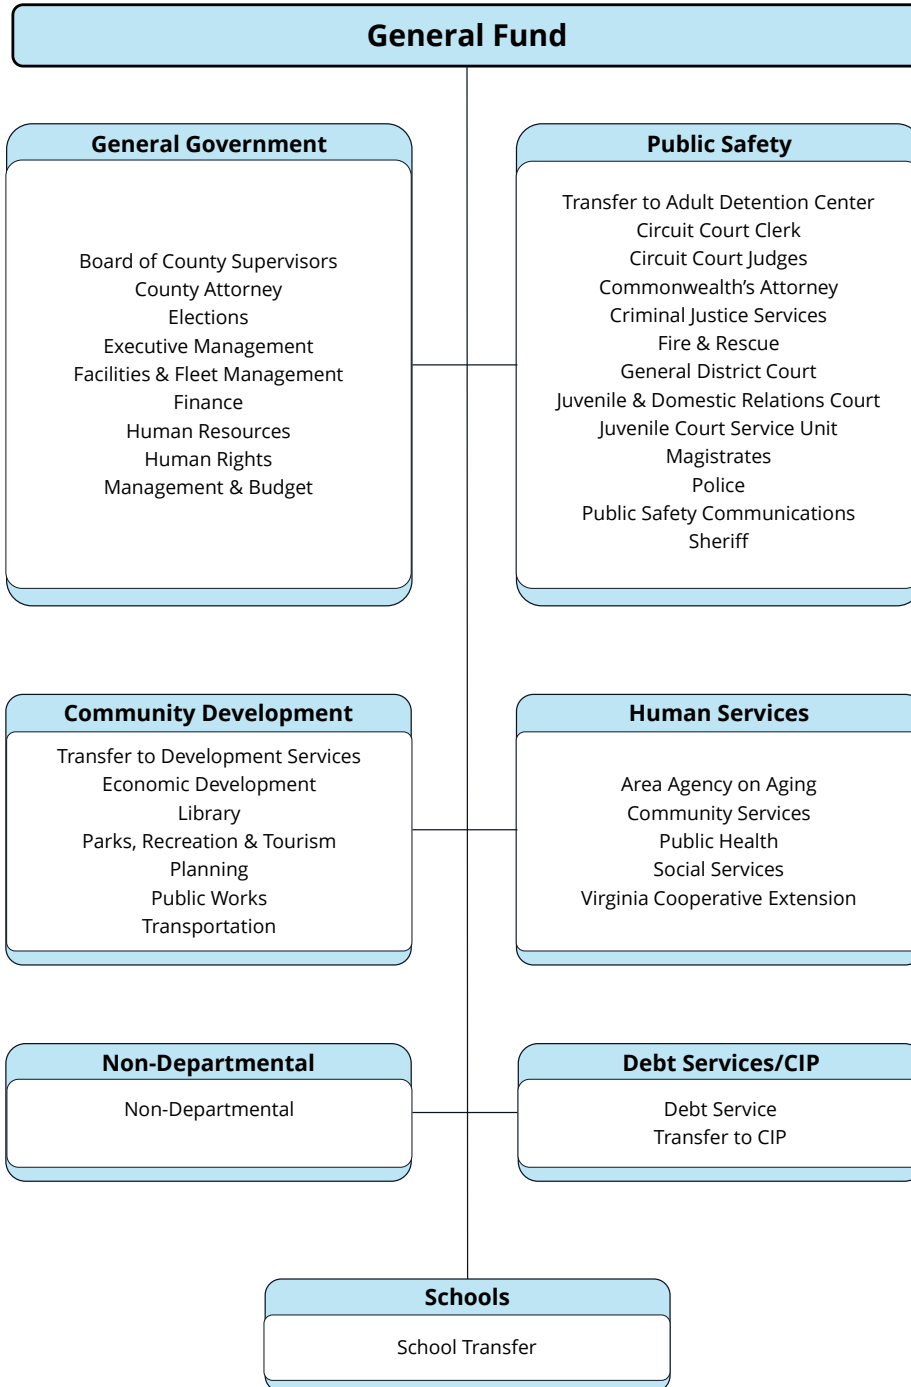 General Fund
General Government
Board of County Supervisors
County Attorney
Elections
Executive Management
Facilities & Fleet Management
Finance
Human Resources
Human Rights
Management & Budget
Public Safety
Transfer to Adult Detention Center
Circuit Court Clerk
Circuit Court Judges
Commonwealth’s Attorney
Criminal Justice Services
Fire & Rescue
General District Court
Juvenile & Domestic Relations Court
Juvenile Court Service Unit
Magistrates
Police
Public Safety Communications
Sheriff
Community Development
Transfer to Development Services
Economic Development
Library
Parks, Recreation & Tourism
Planning
Public Works
Transportation
Human Services
Area Agency on Aging
Community Services
Public Health
Social Services
Virginia Cooperative Extension
Non-Departmental
Non-Departmental
Debt Services/CIP
Debt Service
Transfer to CIP
Schools
School Transfer